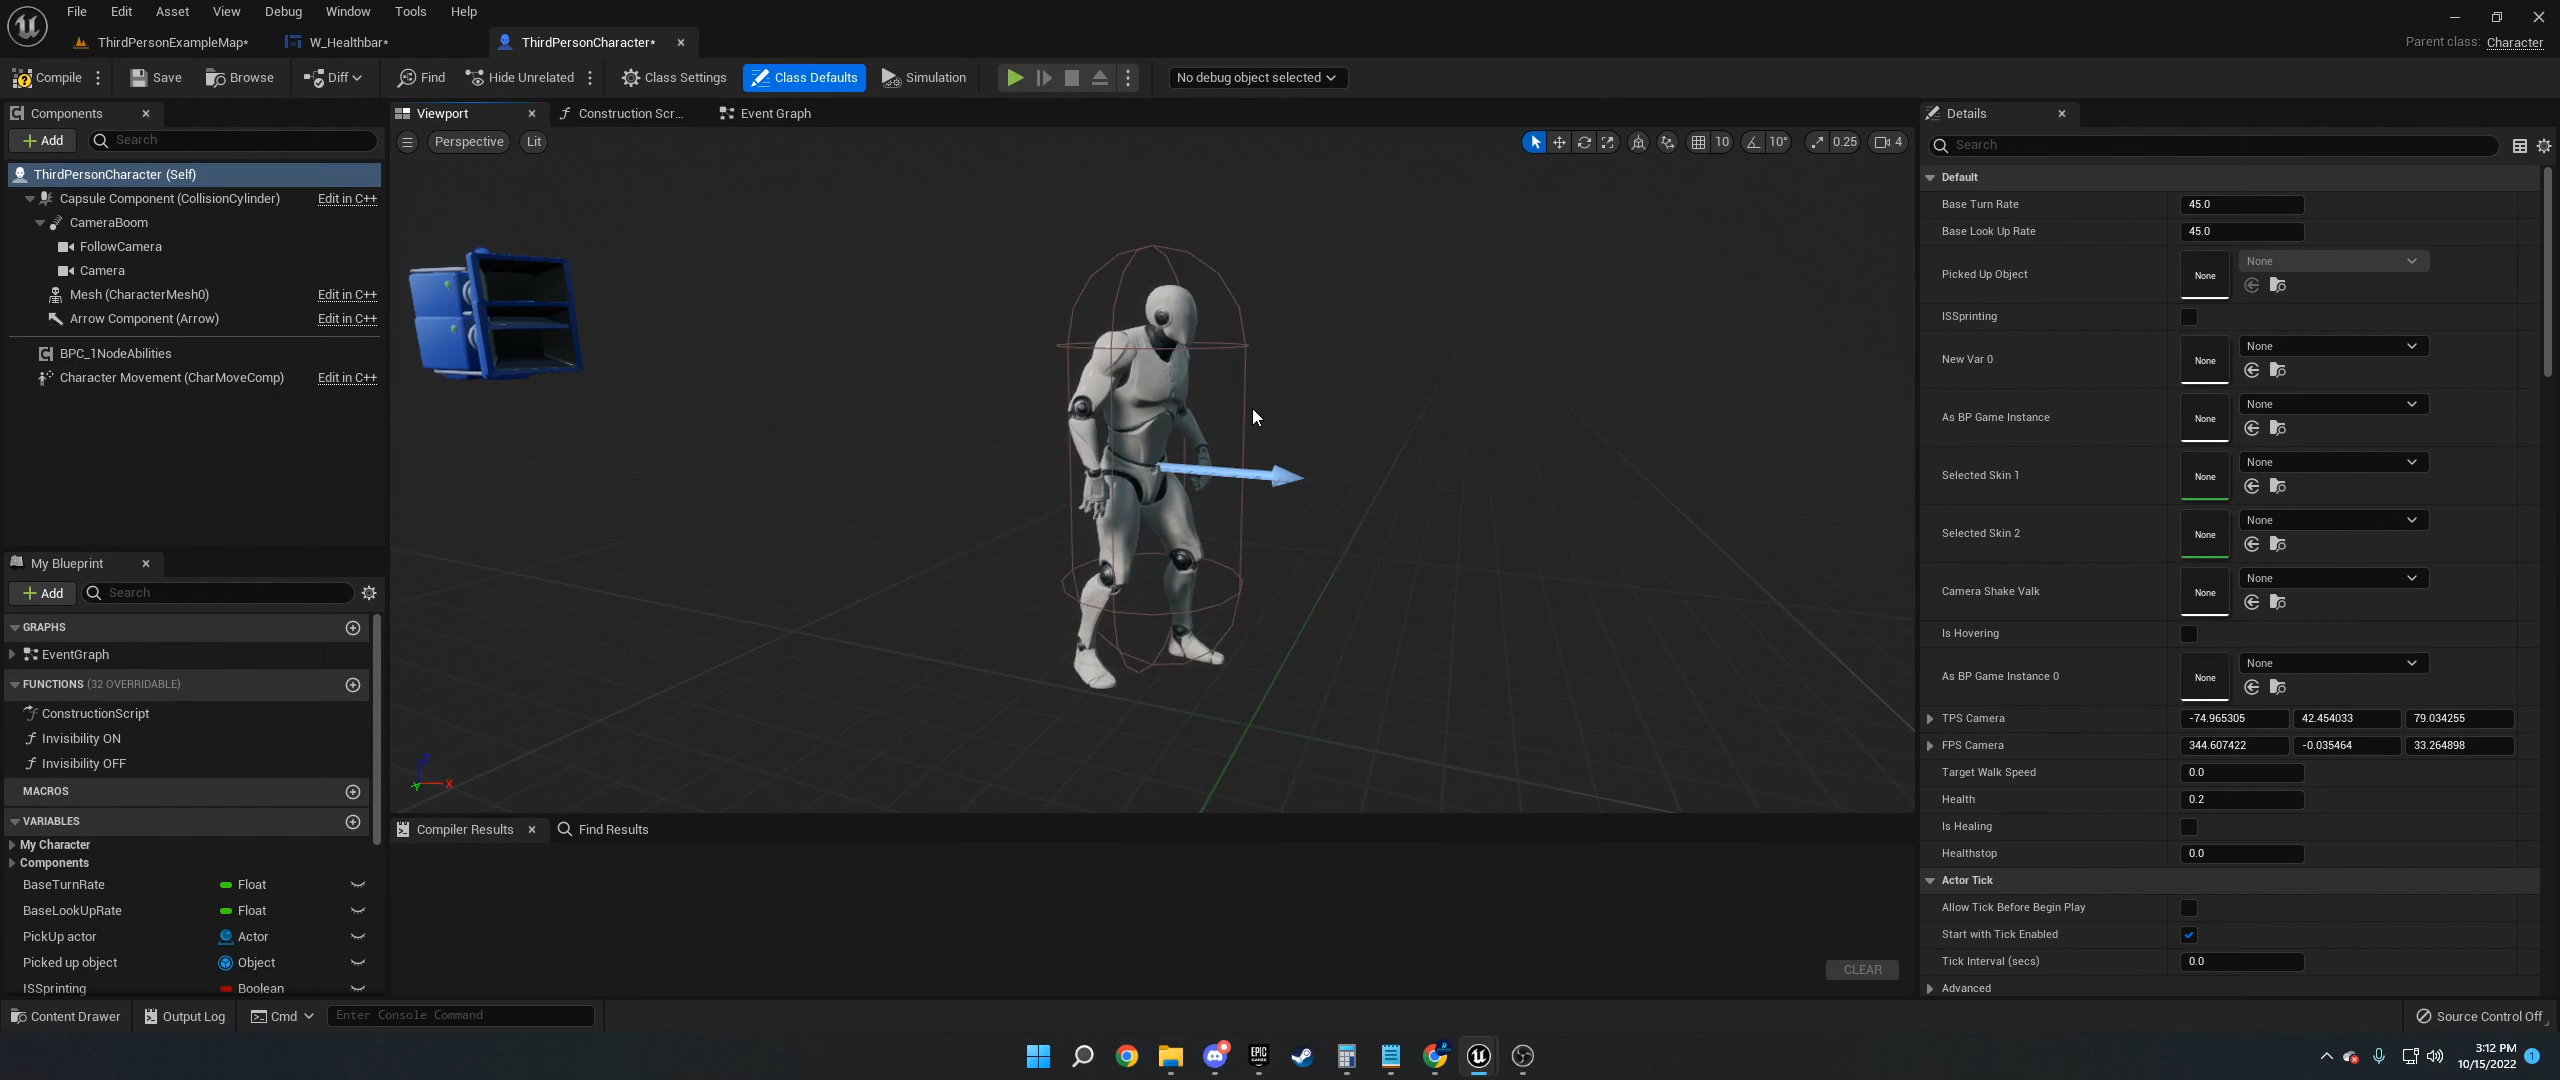 File Edit Asset View Debug Window Tools Help
ThirdPersonExampleMap* W_Healthbar* ThirdPersonCharacter*
Parent class: Character
Compile Save Browse Diff Find Hide Unrelated Class Settings Class Defaults Simulation No debug object selected
Components
Add Search
ThirdPersonCharacter (Self)
Capsule Component (CollisionCylinder) Edit in C++
CameraBoom
FollowCamera
Camera
Mesh (CharacterMesh0) Edit in C++
Arrow Component (Arrow) Edit in C++
BPC_1NodeAbilities
Character Movement (CharMoveComp) Edit in C++
My Blueprint
Add Search
GRAPHS
EventGraph
FUNCTIONS (32 OVERRIDABLE)
ConstructionScript
Invisibility ON
Invisibility OFF
MACROS
VARIABLES
My Character
Components
BaseTurnRate Float
BaseLookUpRate Float
PickUp actor Actor
Picked up object Object
ISSprinting Boolean
Viewport Construction Scr... Event Graph
Perspective Lit
10 10° 0.25 4
Z
Y
X
Compiler Results Find Results
CLEAR
Details
Search
Default
Base Turn Rate 45.0
Base Look Up Rate 45.0
Picked Up Object None None
ISSprinting
New Var 0 None None
As BP Game Instance None None
Selected Skin 1 None None
Selected Skin 2 None None
Camera Shake Valk None None
Is Hovering
As BP Game Instance 0 None None
TPS Camera -74.965305 42.454033 79.034255
FPS Camera 344.607422 -0.035464 33.264898
Target Walk Speed 0.0
Health 0.2
Is Healing
Healthstop 0.0
Actor Tick
Allow Tick Before Begin Play
Start with Tick Enabled
Tick Interval (secs) 0.0
Advanced
Content Drawer Output Log Cmd Enter Console Command
Source Control Off
EPIC
GAMES
3:12 PM
10/15/2022
1